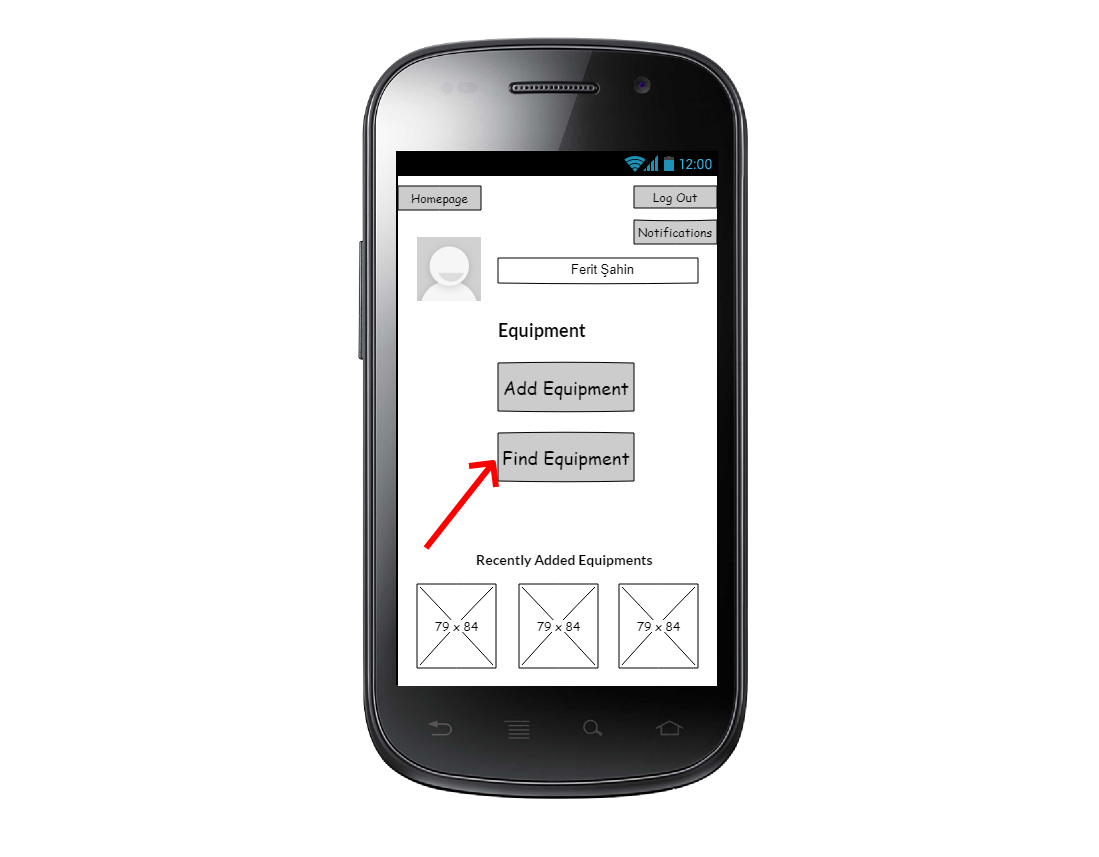 12:00
Homepage
Log Out
Notifications
Ferit Şahin
Equipment
Add Equipment
Find Equipment
Recently Added Equipments
79 x 84
79 x 84
79 x 84